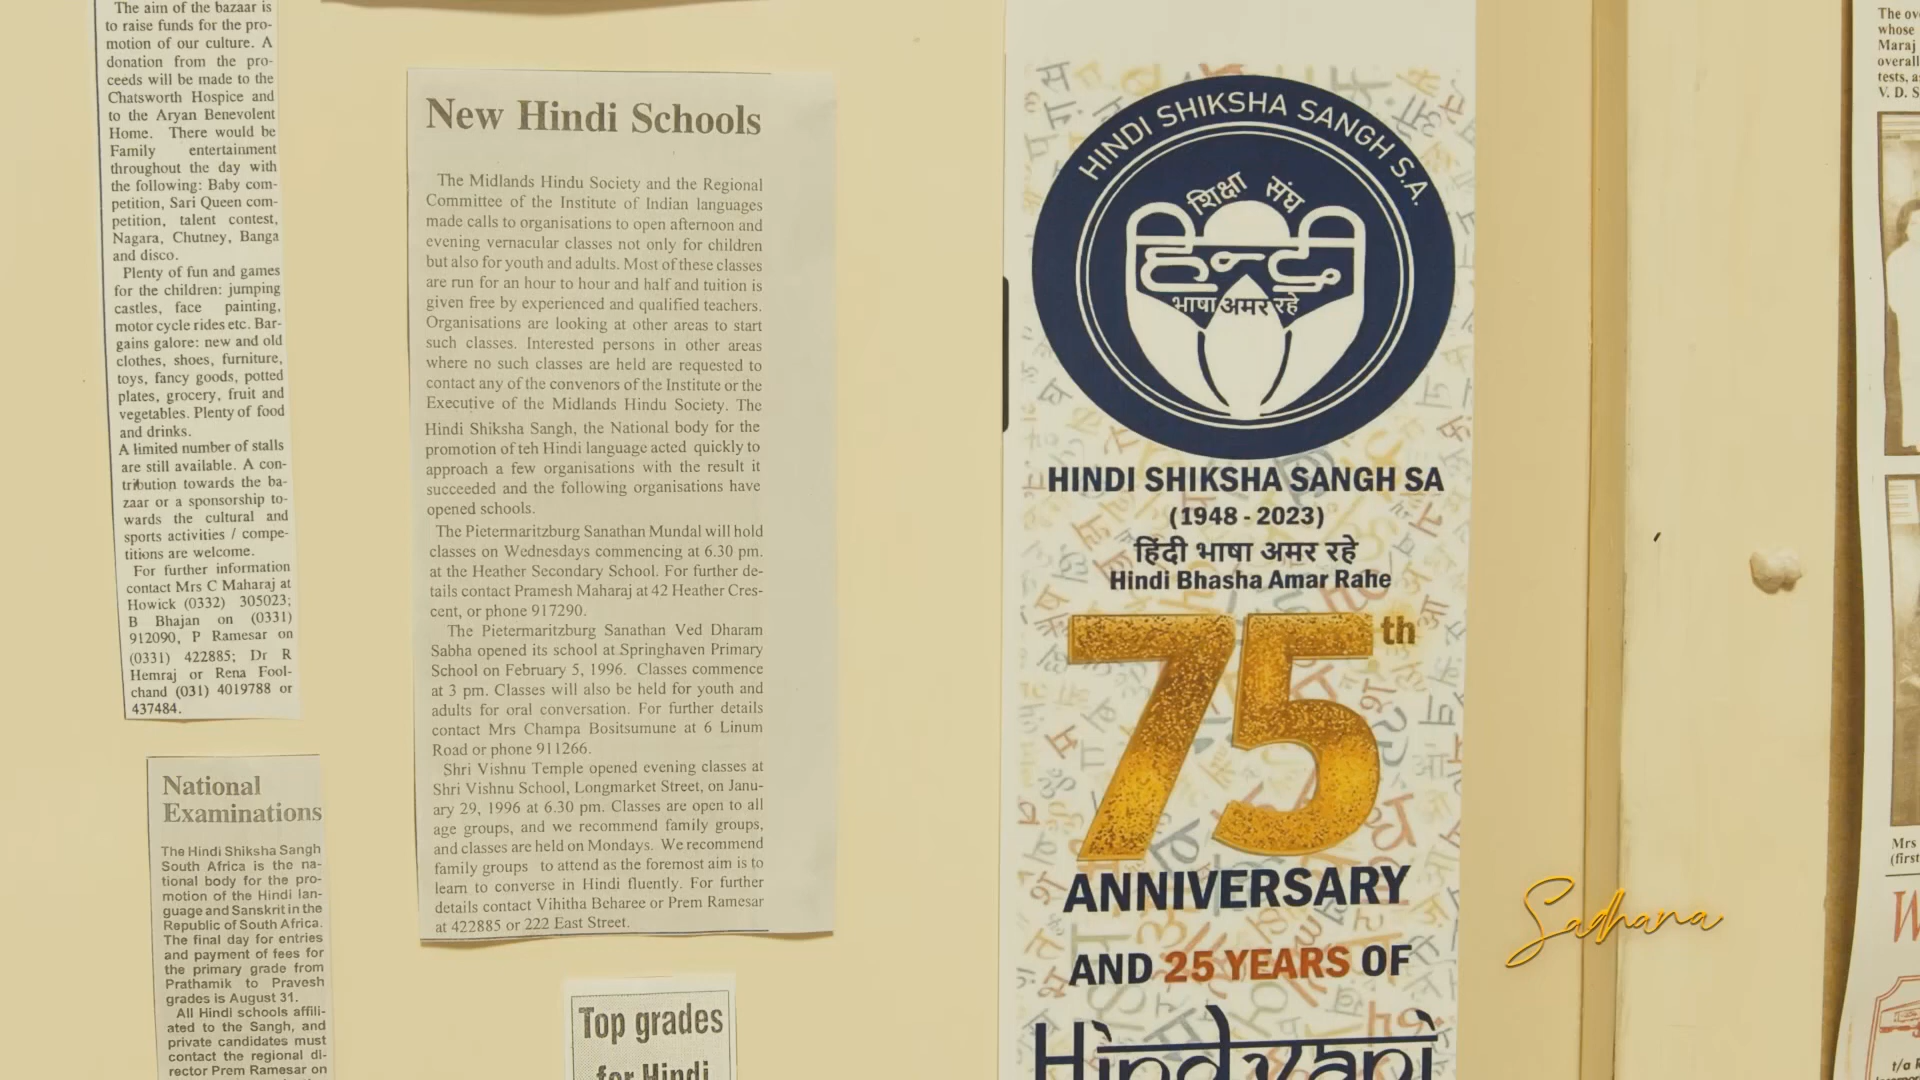 The aim of the bazaar is
to raise funds for the pro-
motion of our culture. A
donation from the pro-
ceeds will be made to the
Chatsworth Hospice and
to the Aryan Benevolent
Home. There would be
Family entertainment
throughout the day with
the following: Baby com-
petition, Sari Queen com-
petition, talent contest,
Nagara, Chutney, Banga
and disco.
Plenty of fun and games
for the children: jumping
castles, face painting,
motor cycle rides etc. Bar-
gains galore: new and old
clothes, shoes, furniture,
toys, fancy goods, potted
plates, grocery, fruit and
vegetables. Plenty of food
and drinks.
A limited number of stalls
are still available. A con-
tribution towards the ba-
zaar or a sponsorship to-
wards the cultural and
sports activities / compe-
titions are welcome.
For further information
contact Mrs C Maharaj at
Howick (0332) 305023;
B Bhajan on (0331)
912090, P Ramesar on
(0331) 422885; Dr R
Hemraj or Rena Fool-
chand (031) 4019788 or
437484.
National
Examinations
The Hindi Shiksha Sangh
South Africa is the na-
tional body for the pro-
motion of the Hindi lan-
guage and Sanskrit in the
Republic of South Africa.
The final day for entries
and payment of fees for
the primary grade from
Prathamik to Pravesh
grades is August 31.
All Hindi schools affili-
ated to the Sangh, and
private candidates must
contact the regional di-
rector Prem Ramesar on
New Hindi Schools
The Midlands Hindu Society and the Regional
Committee of the Institute of Indian languages
made calls to organisations to open afternoon and
evening vernacular classes not only for children
but also for youth and adults. Most of these classes
are run for an hour to hour and half and tuition is
given free by experienced and qualified teachers.
Organisations are looking at other areas to start
such classes. Interested persons in other areas
where no such classes are held are requested to
contact any of the convenors of the Institute or the
Executive of the Midlands Hindu Society. The
Hindi Shiksha Sangh, the National body for the
promotion of teh Hindi language acted quickly to
approach a few organisations with the result it
succeeded and the following organisations have
opened schools.
The Pietermaritzburg Sanathan Mundal will hold
classes on Wednesdays commencing at 6.30 pm.
at the Heather Secondary School. For further de-
tails contact Pramesh Maharaj at 42 Heather Cres-
cent, or phone 917290.
The Pietermaritzburg Sanathan Ved Dharam
Sabha opened its school at Springhaven Primary
School on February 5, 1996. Classes commence
at 3 pm. Classes will also be held for youth and
adults for oral conversation. For further details
contact Mrs Champa Bositsumune at 6 Linum
Road or phone 911266.
Shri Vishnu Temple opened evening classes at
Shri Vishnu School, Longmarket Street, on Janu-
ary 29, 1996 at 6.30 pm. Classes are open to all
age groups, and we recommend family groups,
and classes are held on Mondays. We recommend
family groups to attend as the foremost aim is to
learn to converse in Hindi fluently. For further
details contact Vihitha Beharee or Prem Ramesar
at 422885 or 222 East Street.
Top grades
for Hindi
HINDI SHIKSHA SANGH S.A.
शिक्षा संघ
हिन्दी
भाषा अमर रहे
HINDI SHIKSHA SANGH SA
(1948 - 2023)
हिंदी भाषा अमर रहे
Hindi Bhasha Amar Rahe
75th
ANNIVERSARY
AND 25 YEARS OF
Hindvani
Sadhana
The
whose
Maraj
overall
tests,
V. D. S
Mrs
(first
W
t/a